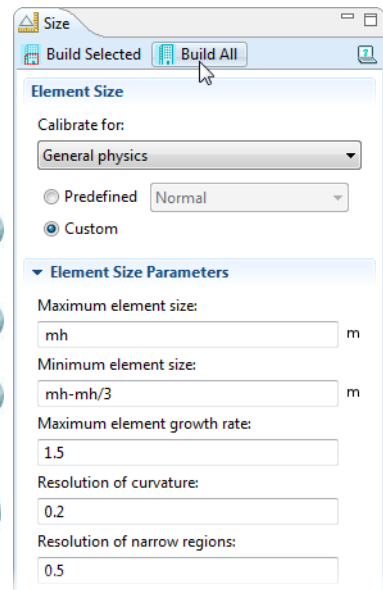 Size
Build Selected Build All
Element Size
Calibrate for:
General physics
Predefined Normal
Custom
Element Size Parameters
Maximum element size:
mh m
Minimum element size:
mh-mh/3 m
Maximum element growth rate:
1.5
Resolution of curvature:
0.2
Resolution of narrow regions:
0.5